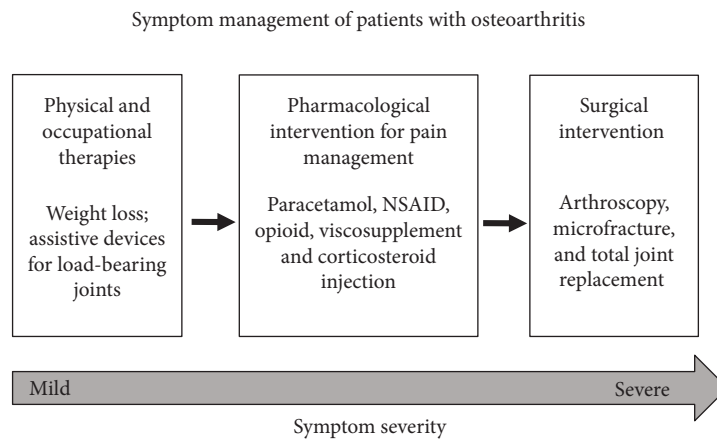 Symptom management of patients with osteoarthritis
Physical and
occupational
therapies
Weight loss;
assistive devices
for load-bearing
joints
Pharmacological
intervention for pain
management
Paracetamol, NSAID,
opioid, viscosupplement
and corticosteroid
injection
Surgical
intervention
Arthroscopy,
microfracture,
and total joint
replacement
Mild
Severe
Symptom severity